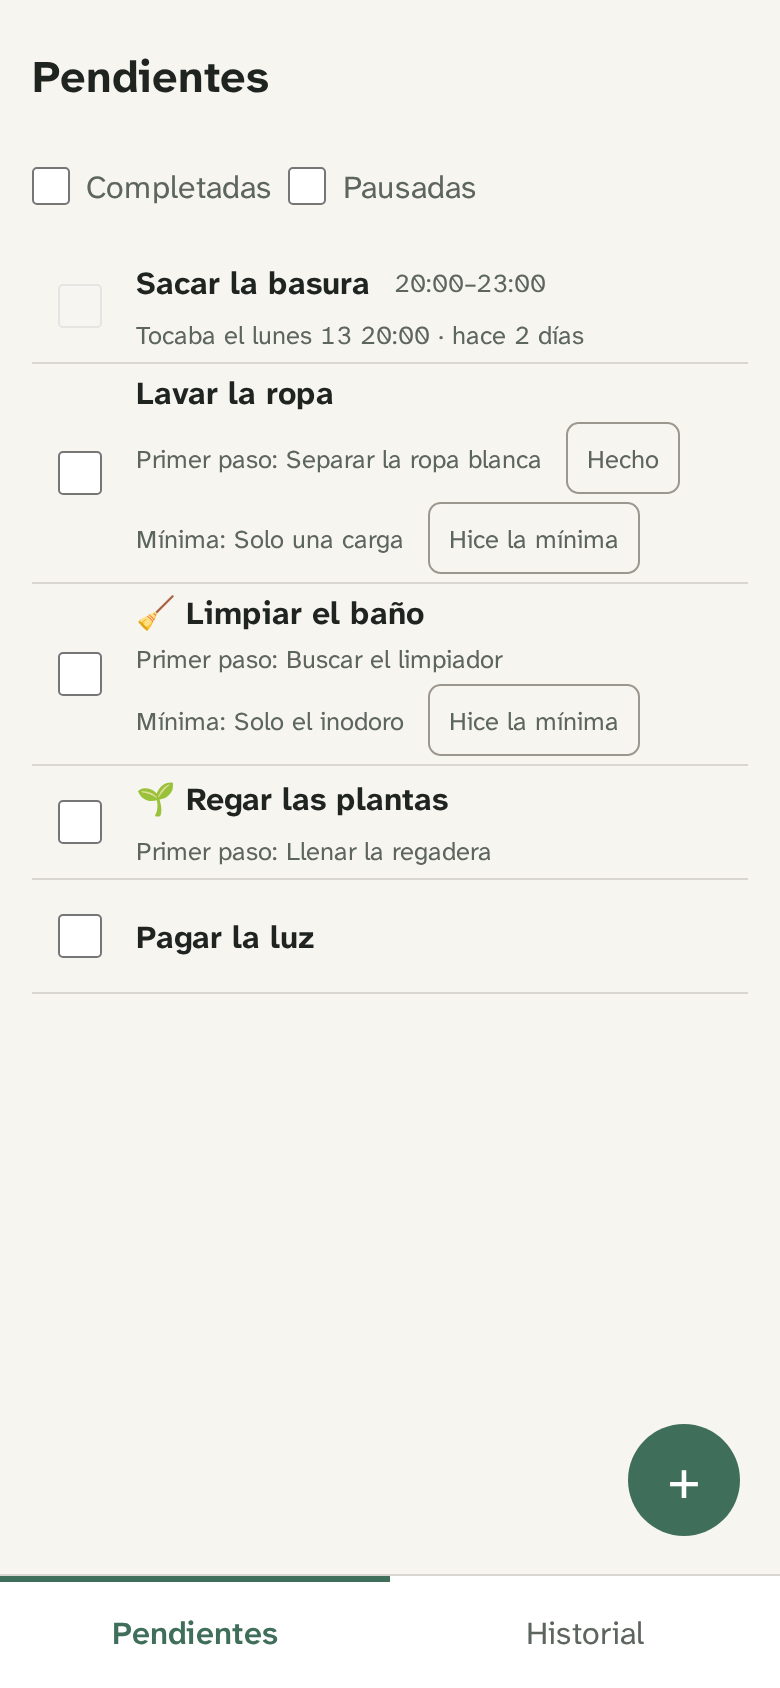 Pendientes
Completadas Pausadas
Sacar la basura 20:00–23:00
Tocaba el lunes 13 20:00 · hace 2 días
Lavar la ropa
Primer paso: Separar la ropa blanca Hecho
Mínima: Solo una carga Hice la mínima
🧹 Limpiar el baño
Primer paso: Buscar el limpiador
Mínima: Solo el inodoro Hice la mínima
🌱 Regar las plantas
Primer paso: Llenar la regadera
Pagar la luz
+
Pendientes Historial